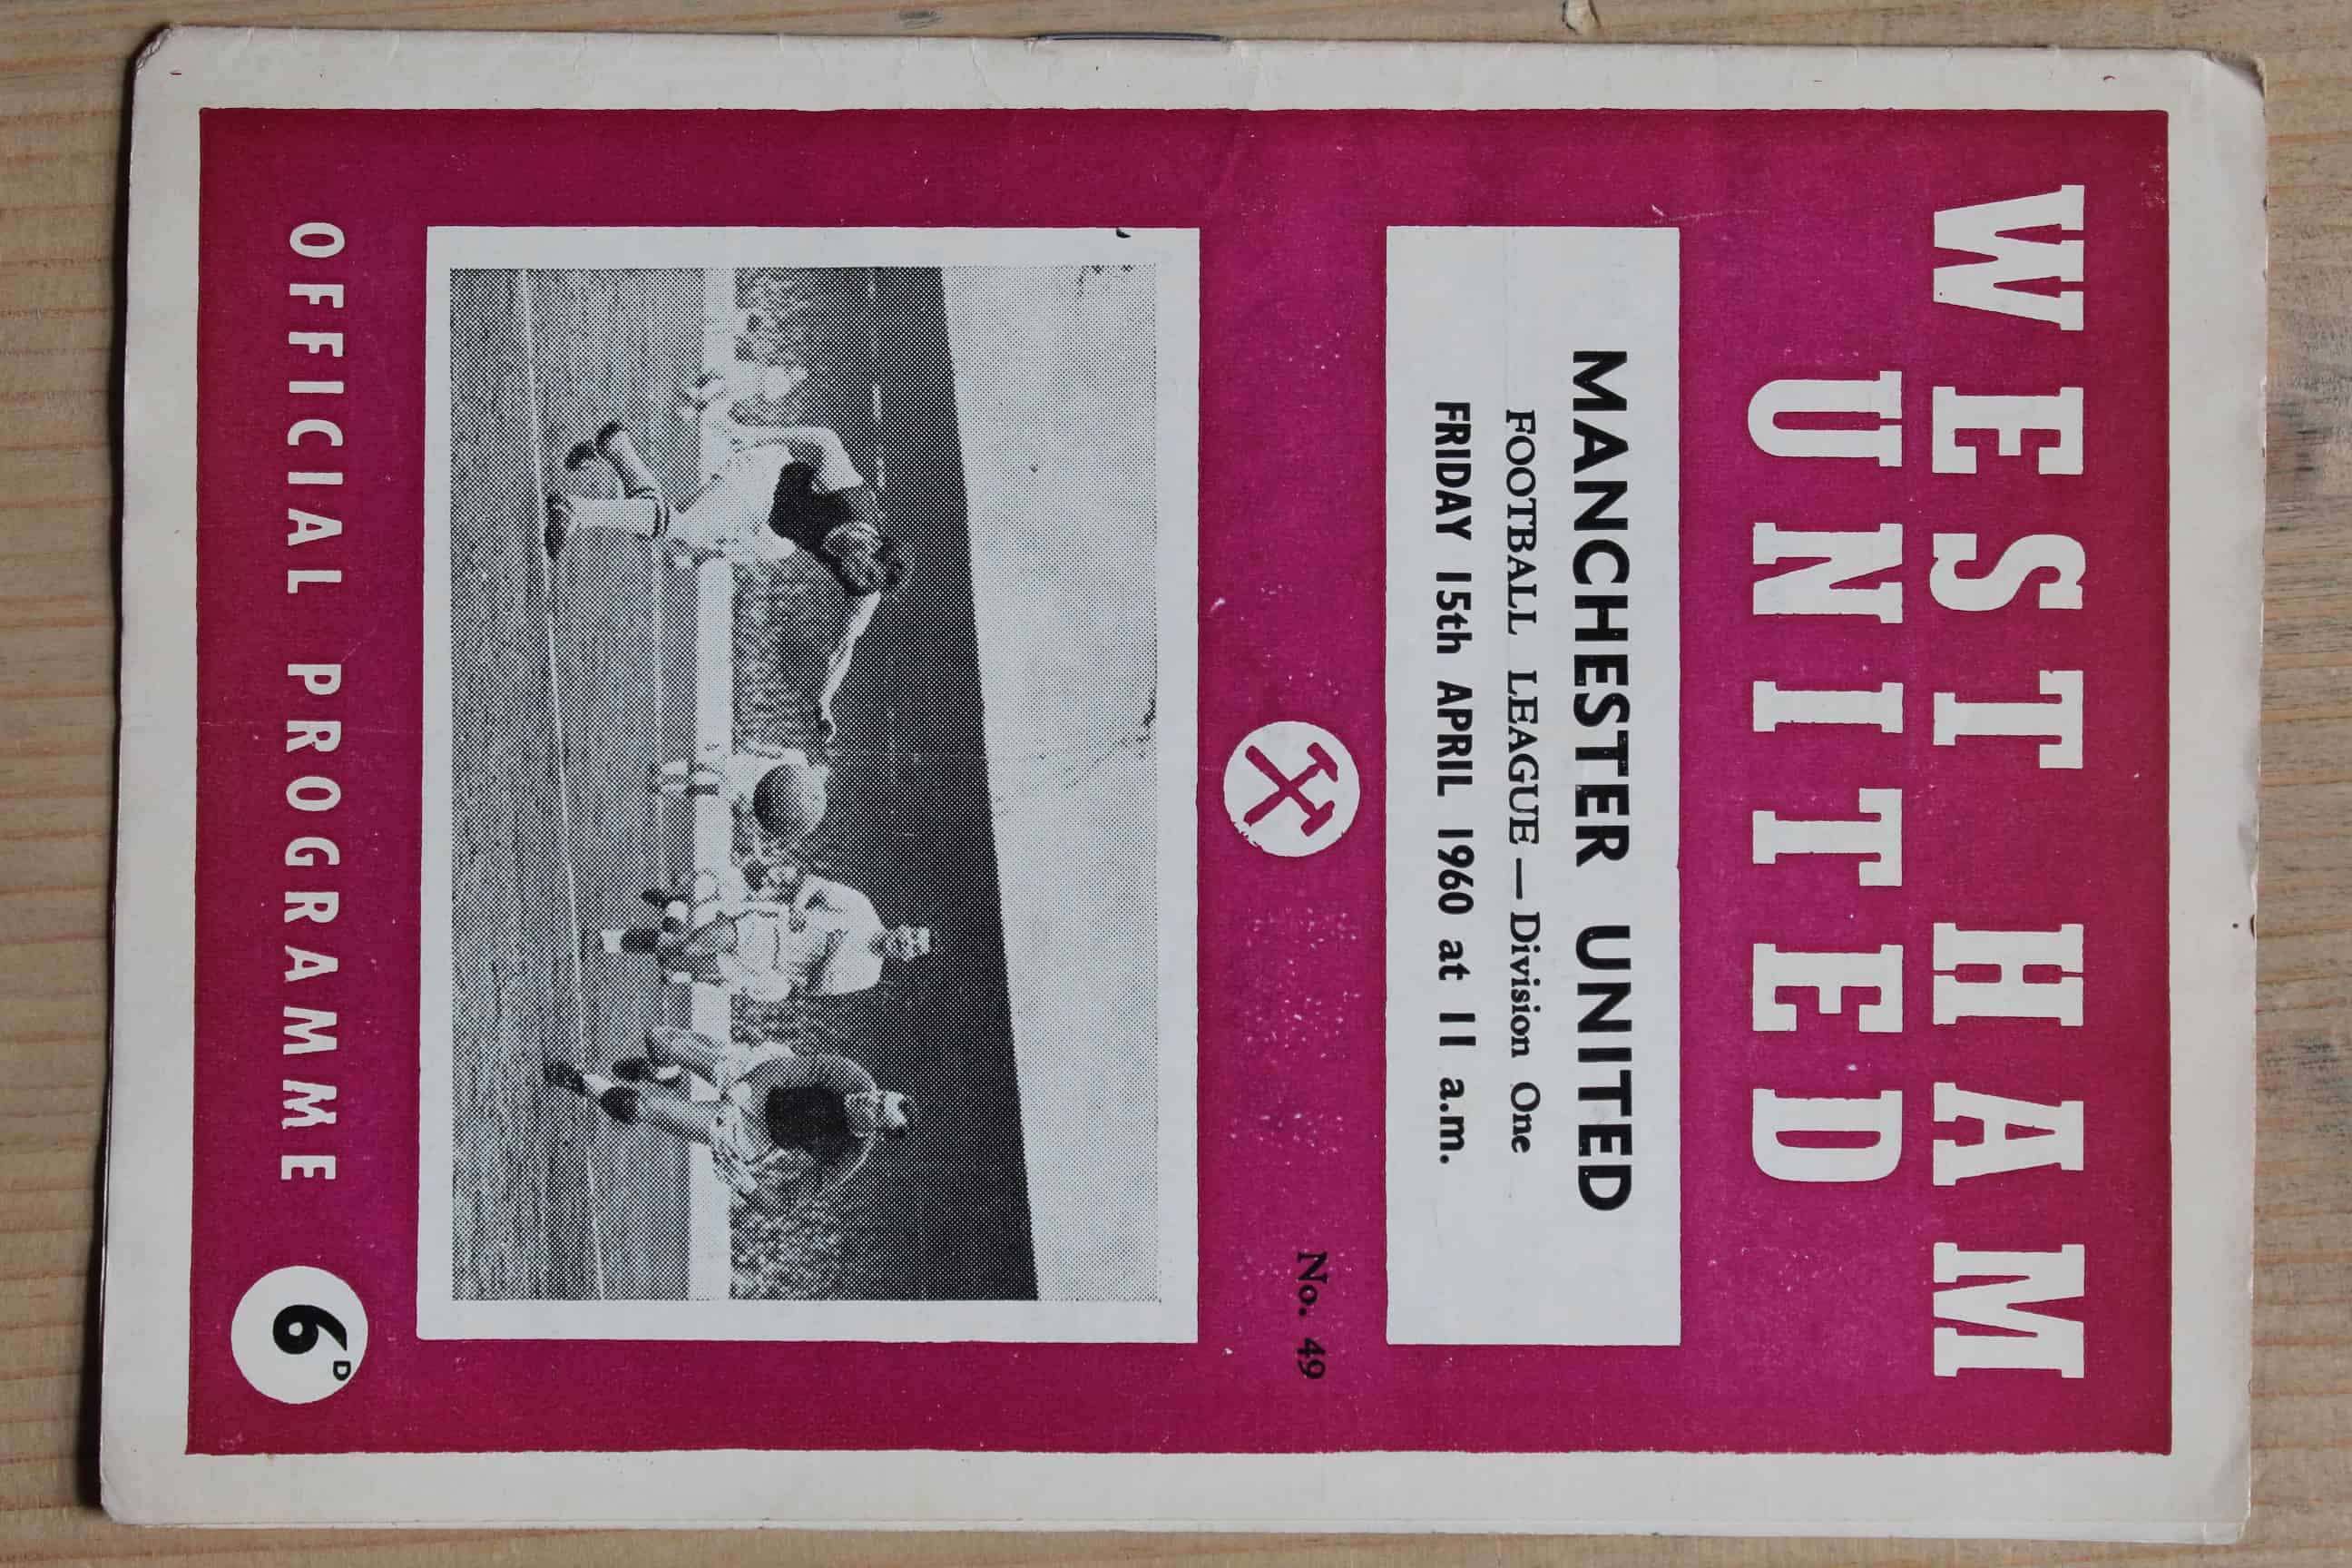 WEST HAM
UNITED
MANCHESTER UNITED
FOOTBALL LEAGUE — Division One
FRIDAY 15th APRIL 1960 at 11 a.m.
No. 49
OFFICIAL PROGRAMME 6D